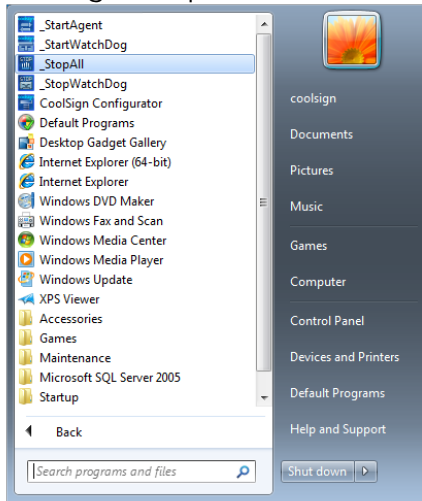 _StartAgent
_StartWatchDog
_StopAll
_StopWatchDog
CoolSign Configurator
Default Programs
Desktop Gadget Gallery
Internet Explorer (64-bit)
Internet Explorer
Windows DVD Maker
Windows Fax and Scan
Windows Media Center
Windows Media Player
Windows Update
XPS Viewer
Accessories
Games
Maintenance
Microsoft SQL Server 2005
Startup
Back
Search programs and files
coolsign
Documents
Pictures
Music
Games
Computer
Control Panel
Devices and Printers
Default Programs
Help and Support
Shut down